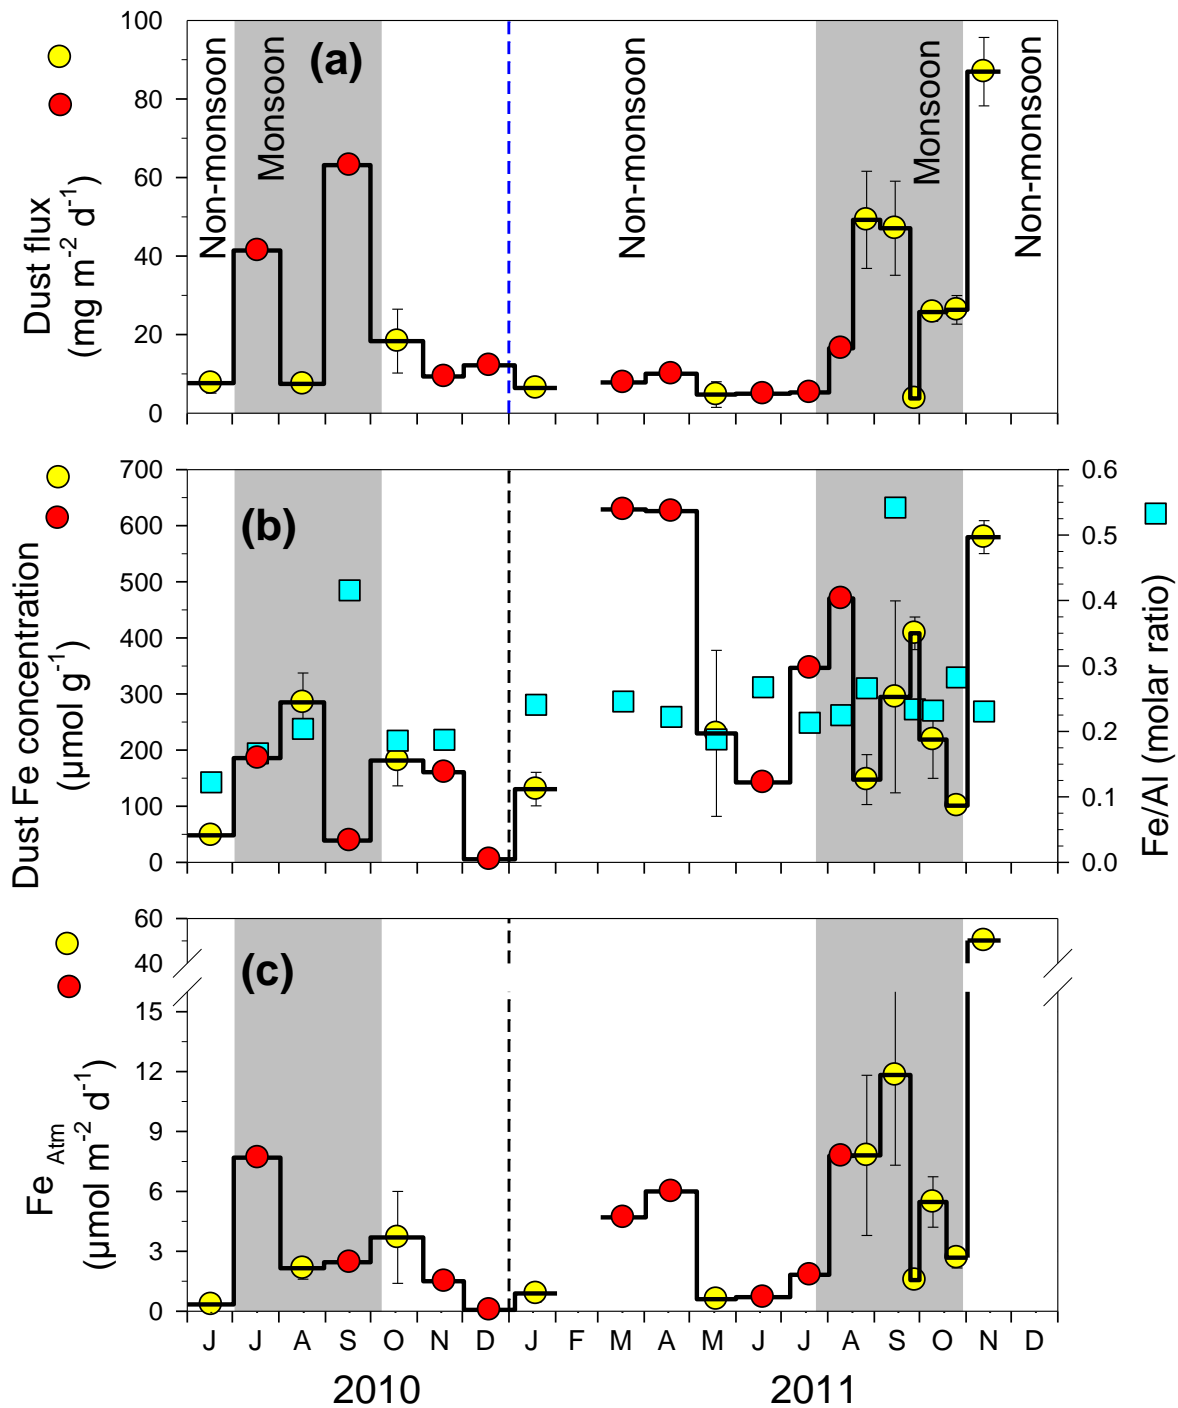 100
80
60
40
20
0
Dust flux
(mg m⁻² d⁻¹)
Non-monsoon
Monsoon
(a)
Non-monsoon
Monsoon
Non-monsoon
700
600
500
400
300
200
100
0
Dust Fe concentration
(μmol g⁻¹)
(b)
0.6
0.5
0.4
0.3
0.2
0.1
0.0
Fe/Al (molar ratio)
60
40
15
12
9
6
3
0
Fe Atm
(μmol m⁻² d⁻¹)
(c)
J J A S O N D J F M A M J J A S O N D
2010 2011